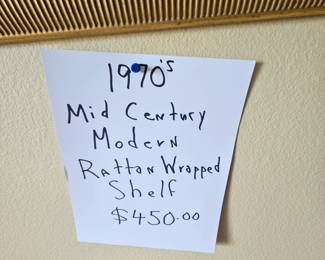 1970's
Mid Century
Modern
Rattan Wrapped
Shelf
$450.00